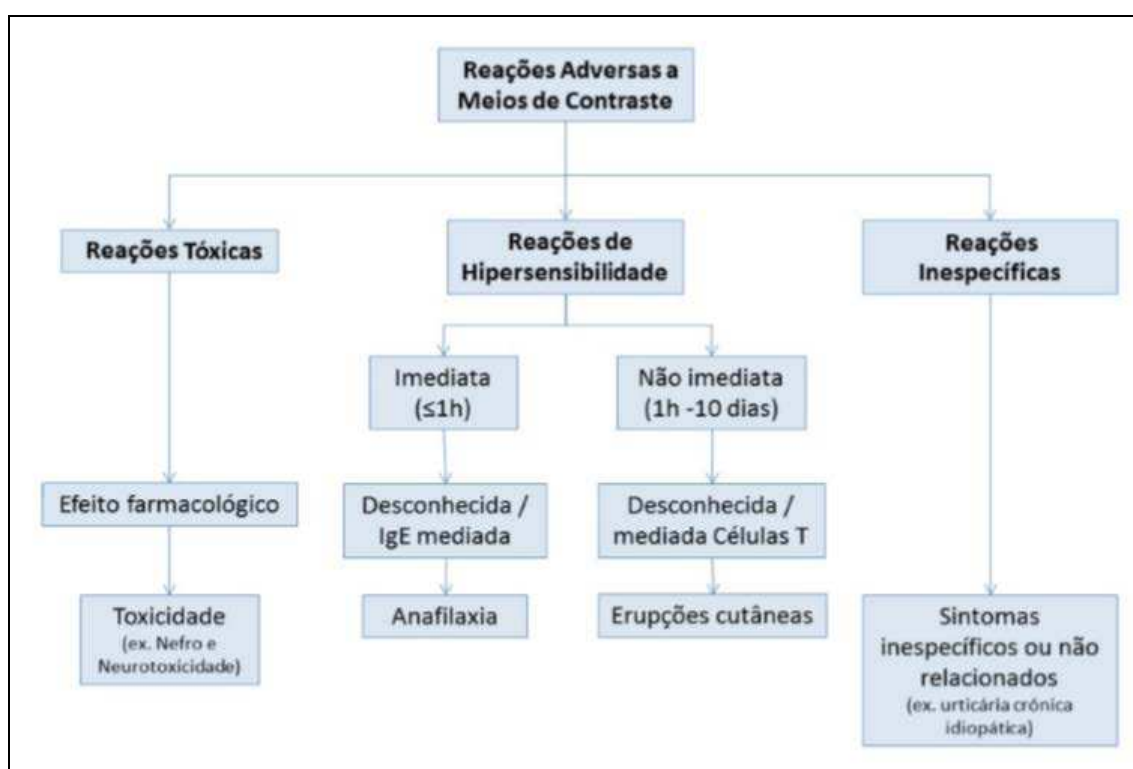 Reações Adversas a
Meios de Contraste
Reações Tóxicas
Reações de
Hipersensibilidade
Reações
Inespecíficas
Imediata
(≤1h)
Não imediata
(1h -10 dias)
Efeito farmacológico
Desconhecida /
IgE mediada
Desconhecida /
mediada Células T
Toxicidade
(ex. Nefro e
Neurotoxicidade)
Anafilaxia
Erupções cutâneas
Sintomas
inespecíficos ou não
relacionados
(ex. urticária crónica
idiopática)